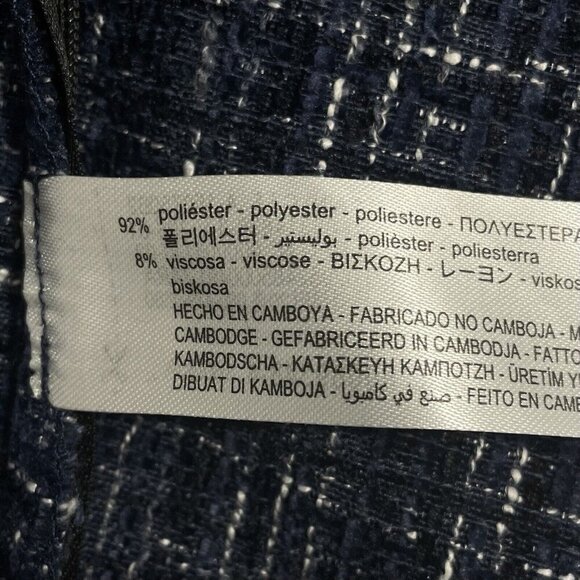 92% poliéster - polyester - poliestere - ΠΟΛΥΕΣΤΕΡΑ
폴리에스터 - بوليستير - polièster - poliesterra
8% viscosa - viscose - ΒΙΣΚΟΖΗ - レーヨン - viskos
biskosa
HECHO EN CAMBOYA - FABRICADO NO CAMBOJA - M
CAMBODGE - GEFABRICEERD IN CAMBODJA - FATTO
KAMBODSCHA - ΚΑΤΑΣΚΕΥΗ ΚΑΜΠΟΤΖΗ - ÜRETİM Y
DIBUAT DI KAMBOJA - صنع في كامبويا - FEITO EN CAMB